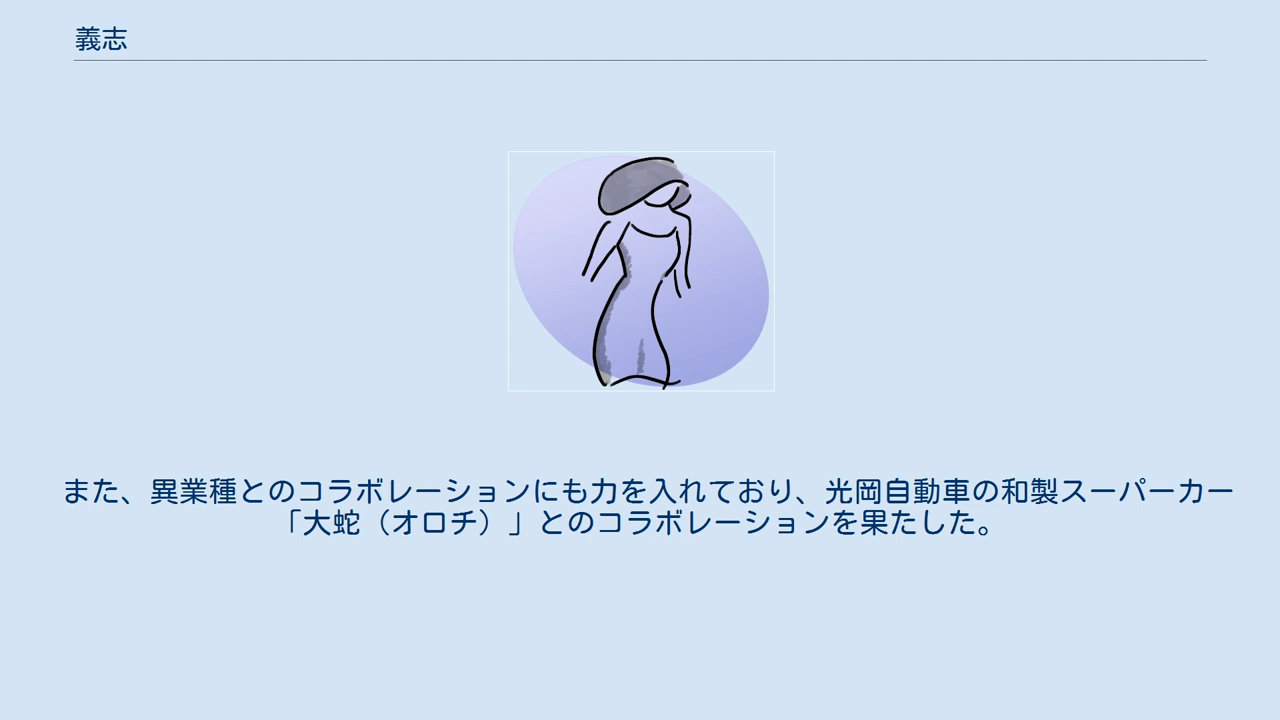 義志
また、異業種とのコラボレーションにも力を入れており、光岡自動車の和製スーパーカー
「大蛇（オロチ）」とのコラボレーションを果たした。